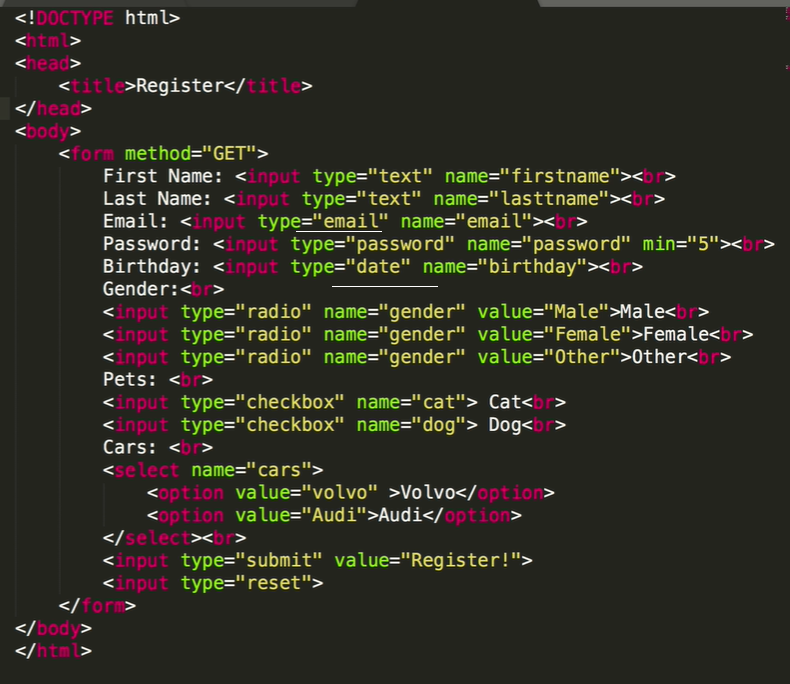 <!DOCTYPE html>
<html>
<head>
    <title>Register</title>
</head>
<body>
    <form method="GET">
        First Name: <input type="text" name="firstname"><br>
        Last Name: <input type="text" name="lasttname"><br>
        Email: <input type="email" name="email"><br>
        Password: <input type="password" name="password" min="5"><br>
        Birthday: <input type="date" name="birthday"><br>
        Gender:<br>
        <input type="radio" name="gender" value="Male">Male<br>
        <input type="radio" name="gender" value="Female">Female<br>
        <input type="radio" name="gender" value="Other">Other<br>
        Pets: <br>
        <input type="checkbox" name="cat"> Cat<br>
        <input type="checkbox" name="dog"> Dog<br>
        Cars: <br>
        <select name="cars">
            <option value="volvo" >Volvo</option>
            <option value="Audi">Audi</option>
        </select><br>
        <input type="submit" value="Register!">
        <input type="reset">
    </form>
</body>
</html>